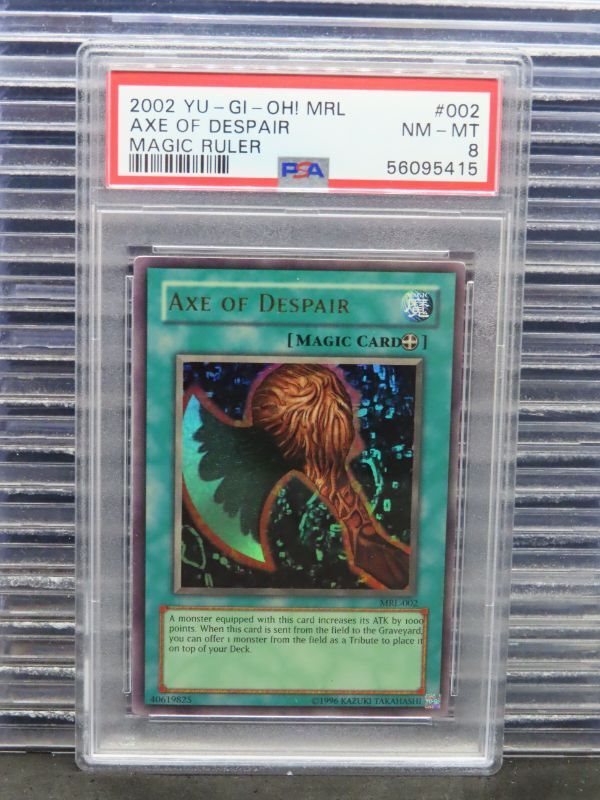 2002 YU-GI-OH! MRL #002
AXE OF DESPAIR NM-MT
MAGIC RULER 8
PSA 56095415
AXE OF DESPAIR 魔
[MAGIC CARD]
MRL-002
A monster equipped with this card increases its ATK by 1000
points. When this card is sent from the field to the Graveyard,
you can offer 1 monster from the field as a Tribute to place it
on top of your Deck.
40619825 ©1996 KAZUKI TAKAHASHI